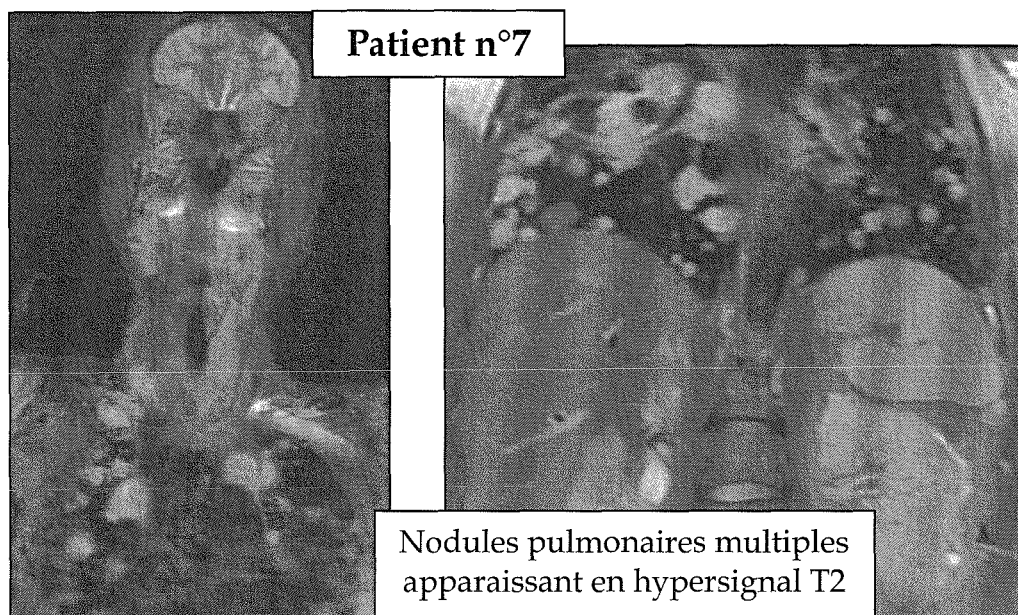 Patient n°7
Nodules pulmonaires multiples
apparaissant en hypersignal T2